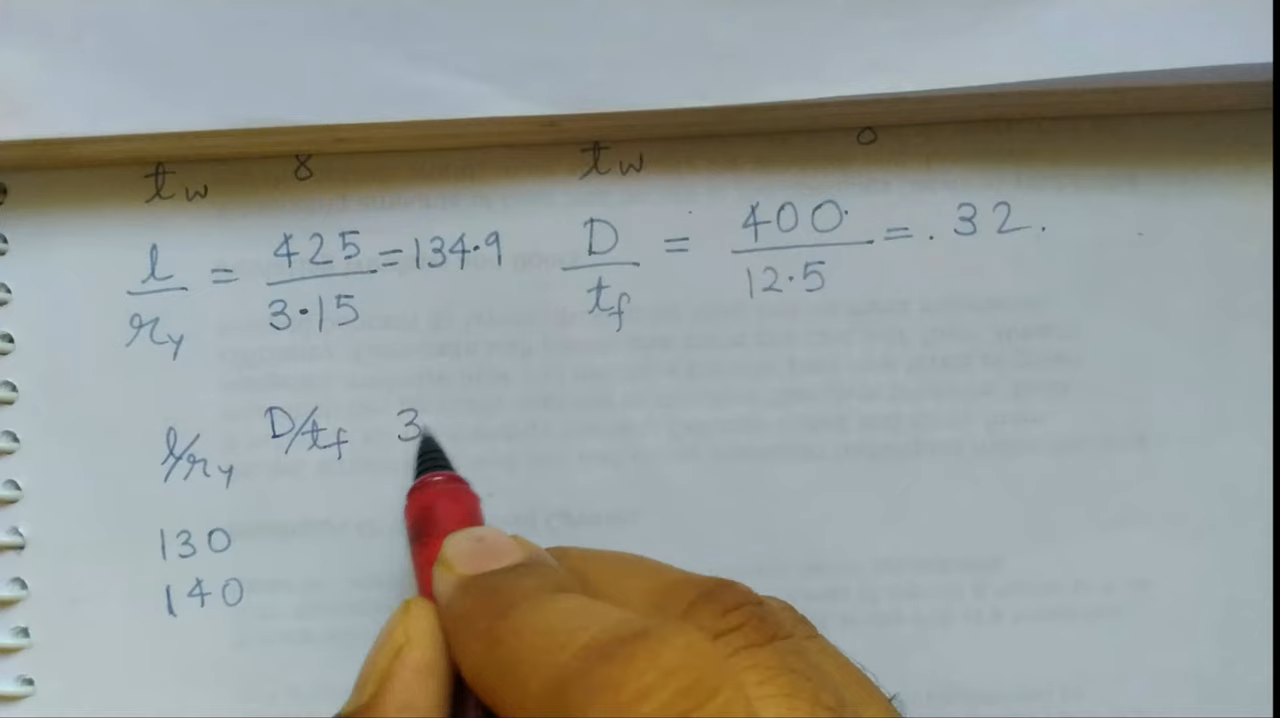 tw 8 tw
l/ry = 425/3.15 = 134.9 D/tf = 400/12.5 = . 32.
l/ry D/tf 3
130
140